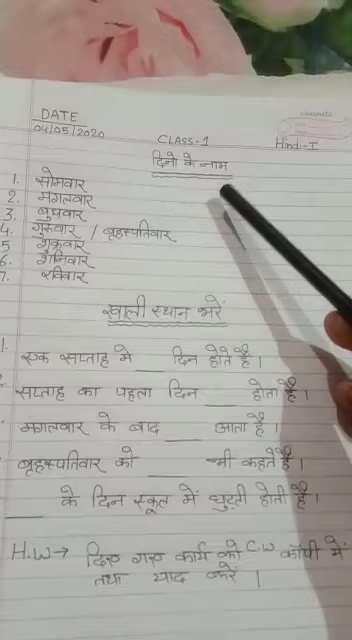 DATE
04/05/2020
CLASS-1
Hindi-I
दिनों के नाम
1. सोमवार
2. मंगलवार
3. बुधवार
4. गुरूवार / बृहस्पतिवार
5 शुक्रवार
6. शनिवार
7. रविवार
खाली स्थान भरें
1.
एक सप्ताह में ___ दिन होते हैं।
सप्ताह का पहला दिन ___ होता है।
मंगलवार के बाद ___ आता है।
बृहस्पतिवार को ___ भी कहते हैं।
___ के दिन स्कूल में छुट्टी होती है।
H.W→ दिए गए कार्य को C.W कॉपी में
तथा याद करें।